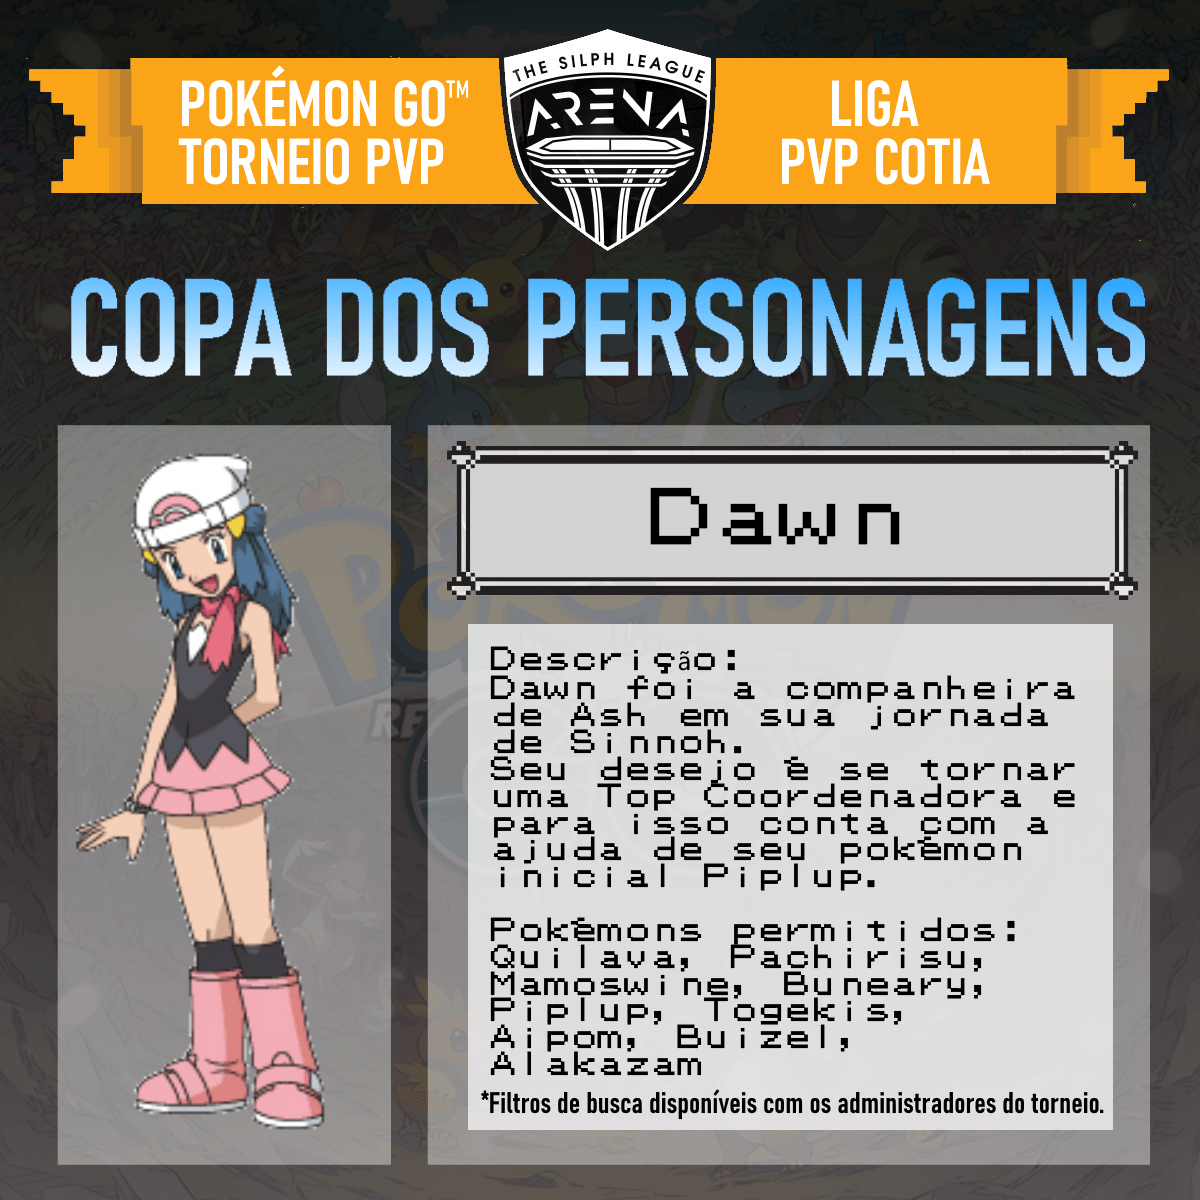 THE SILPH LEAGUE
ARENA
POKÉMON GO™
TORNEIO PVP
LIGA
PVP COTIA
COPA DOS PERSONAGENS
Dawn
Descrição:
Dawn foi a companheira
de Ash em sua jornada
de Sinnoh.
Seu desejo é se tornar
uma Top Coordenadora e
para isso conta com a
ajuda de seu pokémon
inicial Piplup.
Pokémons permitidos:
Quilava, Pachirisu,
Mamoswine, Buneary,
Piplup, Togekis,
Aipom, Buizel,
Alakazam
*Filtros de busca disponíveis com os administradores do torneio.
POKÉMON